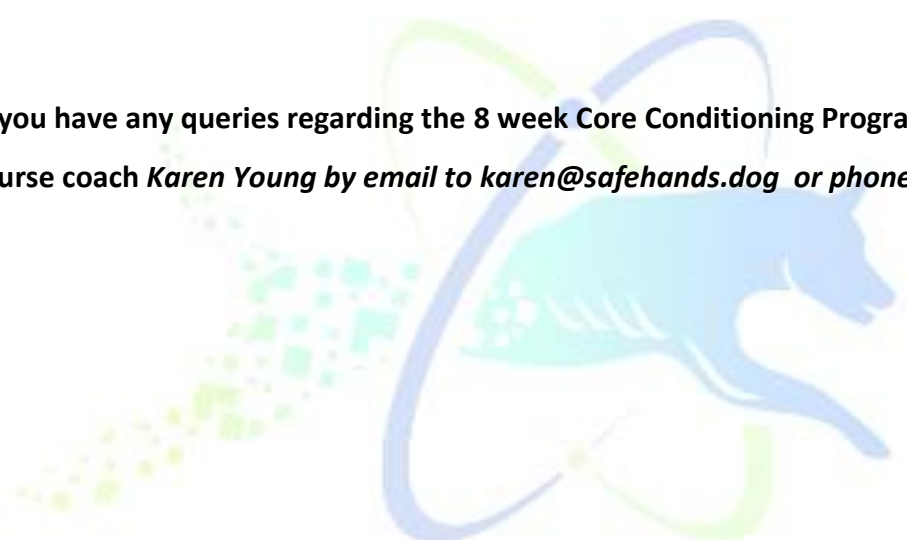 you have any queries regarding the 8 week Core Conditioning Progra
urse coach Karen Young by email to karen@safehands.dog or phone